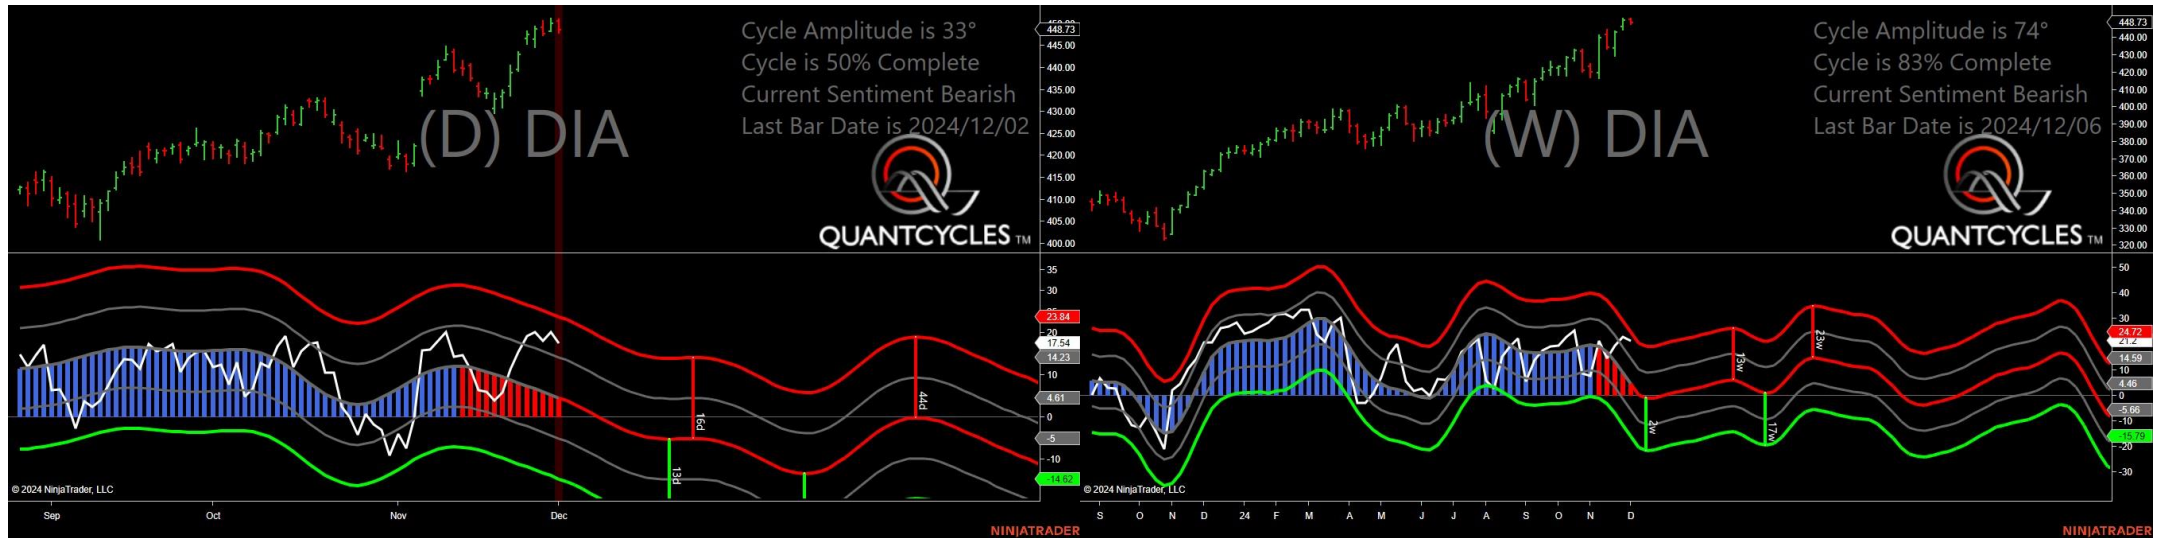 Cycle Amplitude is 33°
Cycle is 50% Complete
Current Sentiment Bearish
Last Bar Date is 2024/12/02
(D) DIA
QUANTCYCLES TM
448.73
445.00
440.00
435.00
430.00
425.00
420.00
415.00
410.00
405.00
400.00
35
30
23.84
20
17.54
14.23
10
4.61
0
-5
-10
-14.62
16d
13d
44d
© 2024 NinjaTrader, LLC
Sep Oct Nov Dec
NINJATRADER
Cycle Amplitude is 74°
Cycle is 83% Complete
Current Sentiment Bearish
Last Bar Date is 2024/12/06
(W) DIA
QUANTCYCLES TM
448.73
440.00
430.00
420.00
410.00
400.00
390.00
380.00
370.00
360.00
350.00
340.00
330.00
320.00
50
40
30
24.72
21.2
14.59
10
4.46
0
-5.66
-10
-15.79
-20
-30
13w
23w
2w
17w
© 2024 NinjaTrader, LLC
S O N D 24 F M A M J J A S O N D
NINJATRADER